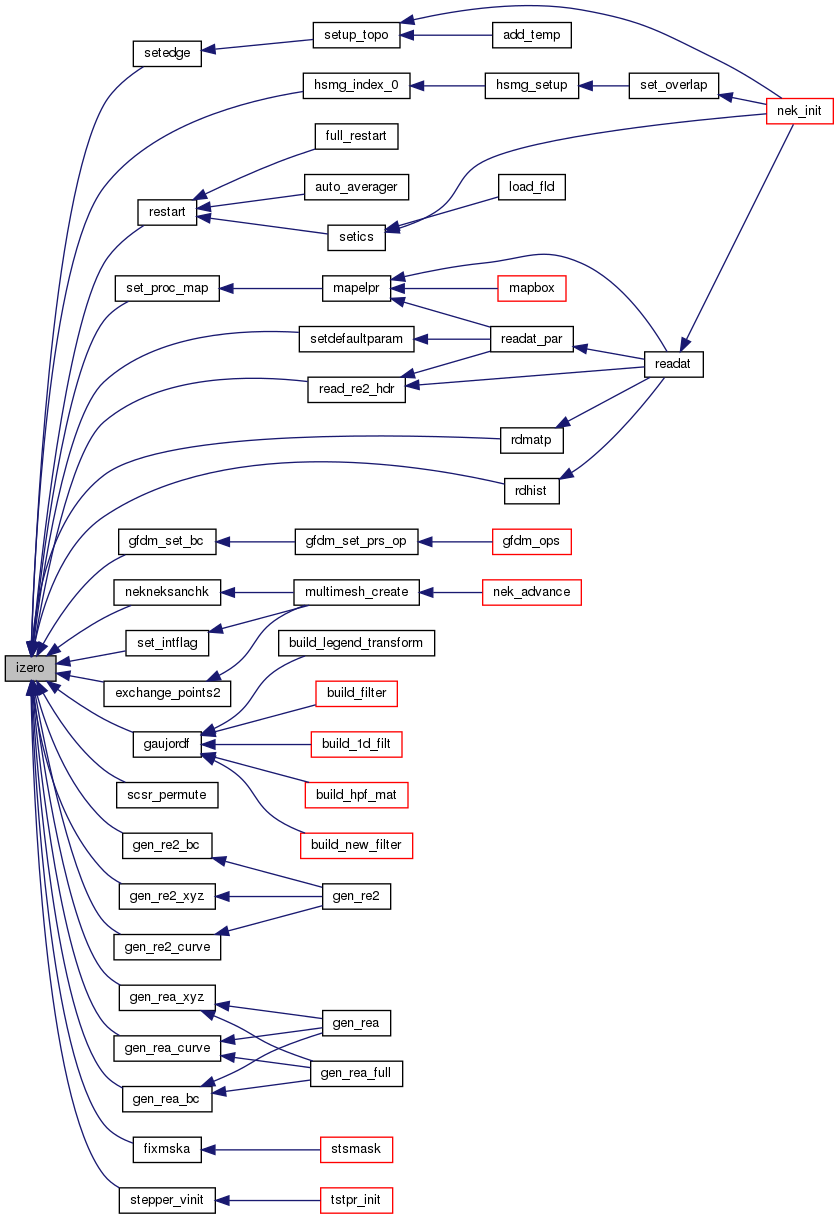 setedge
setup_topo
add_temp
hsmg_index_0
hsmg_setup
set_overlap
nek_init
full_restart
auto_averager
restart
load_fld
setics
set_proc_map
mapelpr
mapbox
setdefaultparam
readat_par
readat
read_re2_hdr
rdmatp
rdhist
gfdm_set_bc
gfdm_set_prs_op
gfdm_ops
nekneksanchk
multimesh_create
nek_advance
set_intflag
build_legend_transform
izero
exchange_points2
build_filter
gaujordf
build_1d_filt
scsr_permute
build_hpf_mat
gen_re2_bc
build_new_filter
gen_re2_xyz
gen_re2
gen_re2_curve
gen_rea_xyz
gen_rea
gen_rea_curve
gen_rea_full
gen_rea_bc
fixmska
stsmask
stepper_vinit
tstpr_init